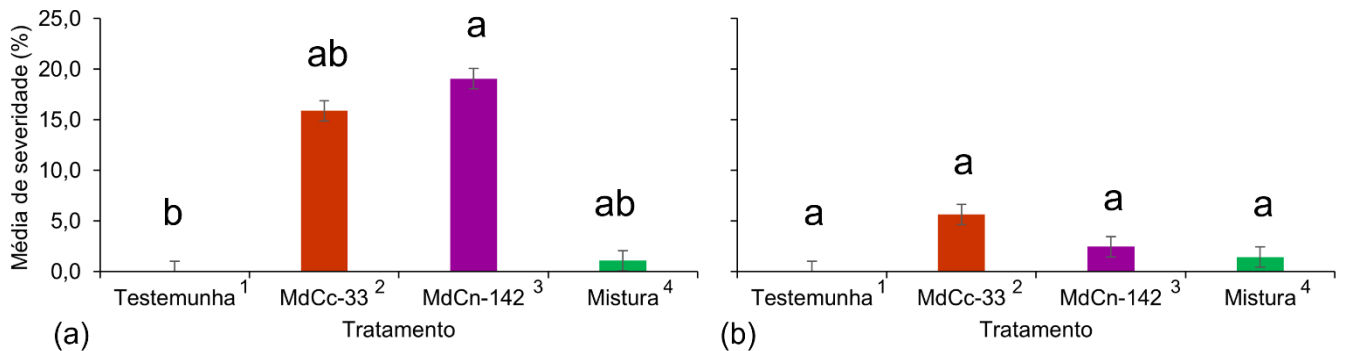 Média de severidade (%)
25,0
20,0
15,0
10,0
5,0
0,0
b
ab
a
ab
Testemunha 1
MdCc-33 2
MdCn-142 3
Mistura 4
Tratamento
(a)
a
a
a
a
Testemunha 1
MdCc-33 2
MdCn-142 3
Mistura 4
Tratamento
(b)